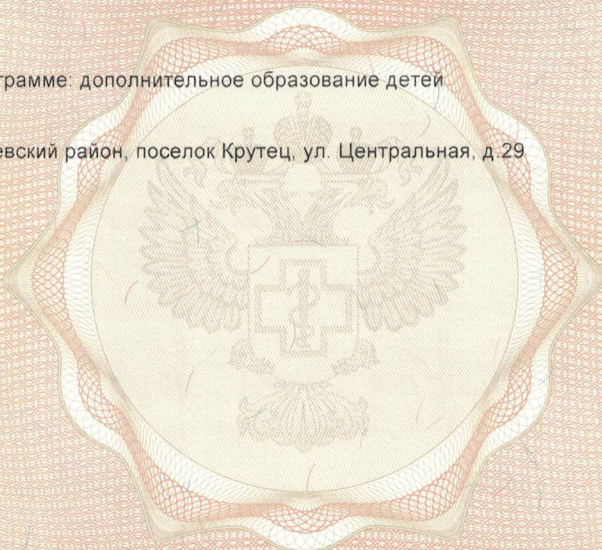 грамме: дополнительное образование детей
евский район, поселок Крутец, ул. Центральная, д.29